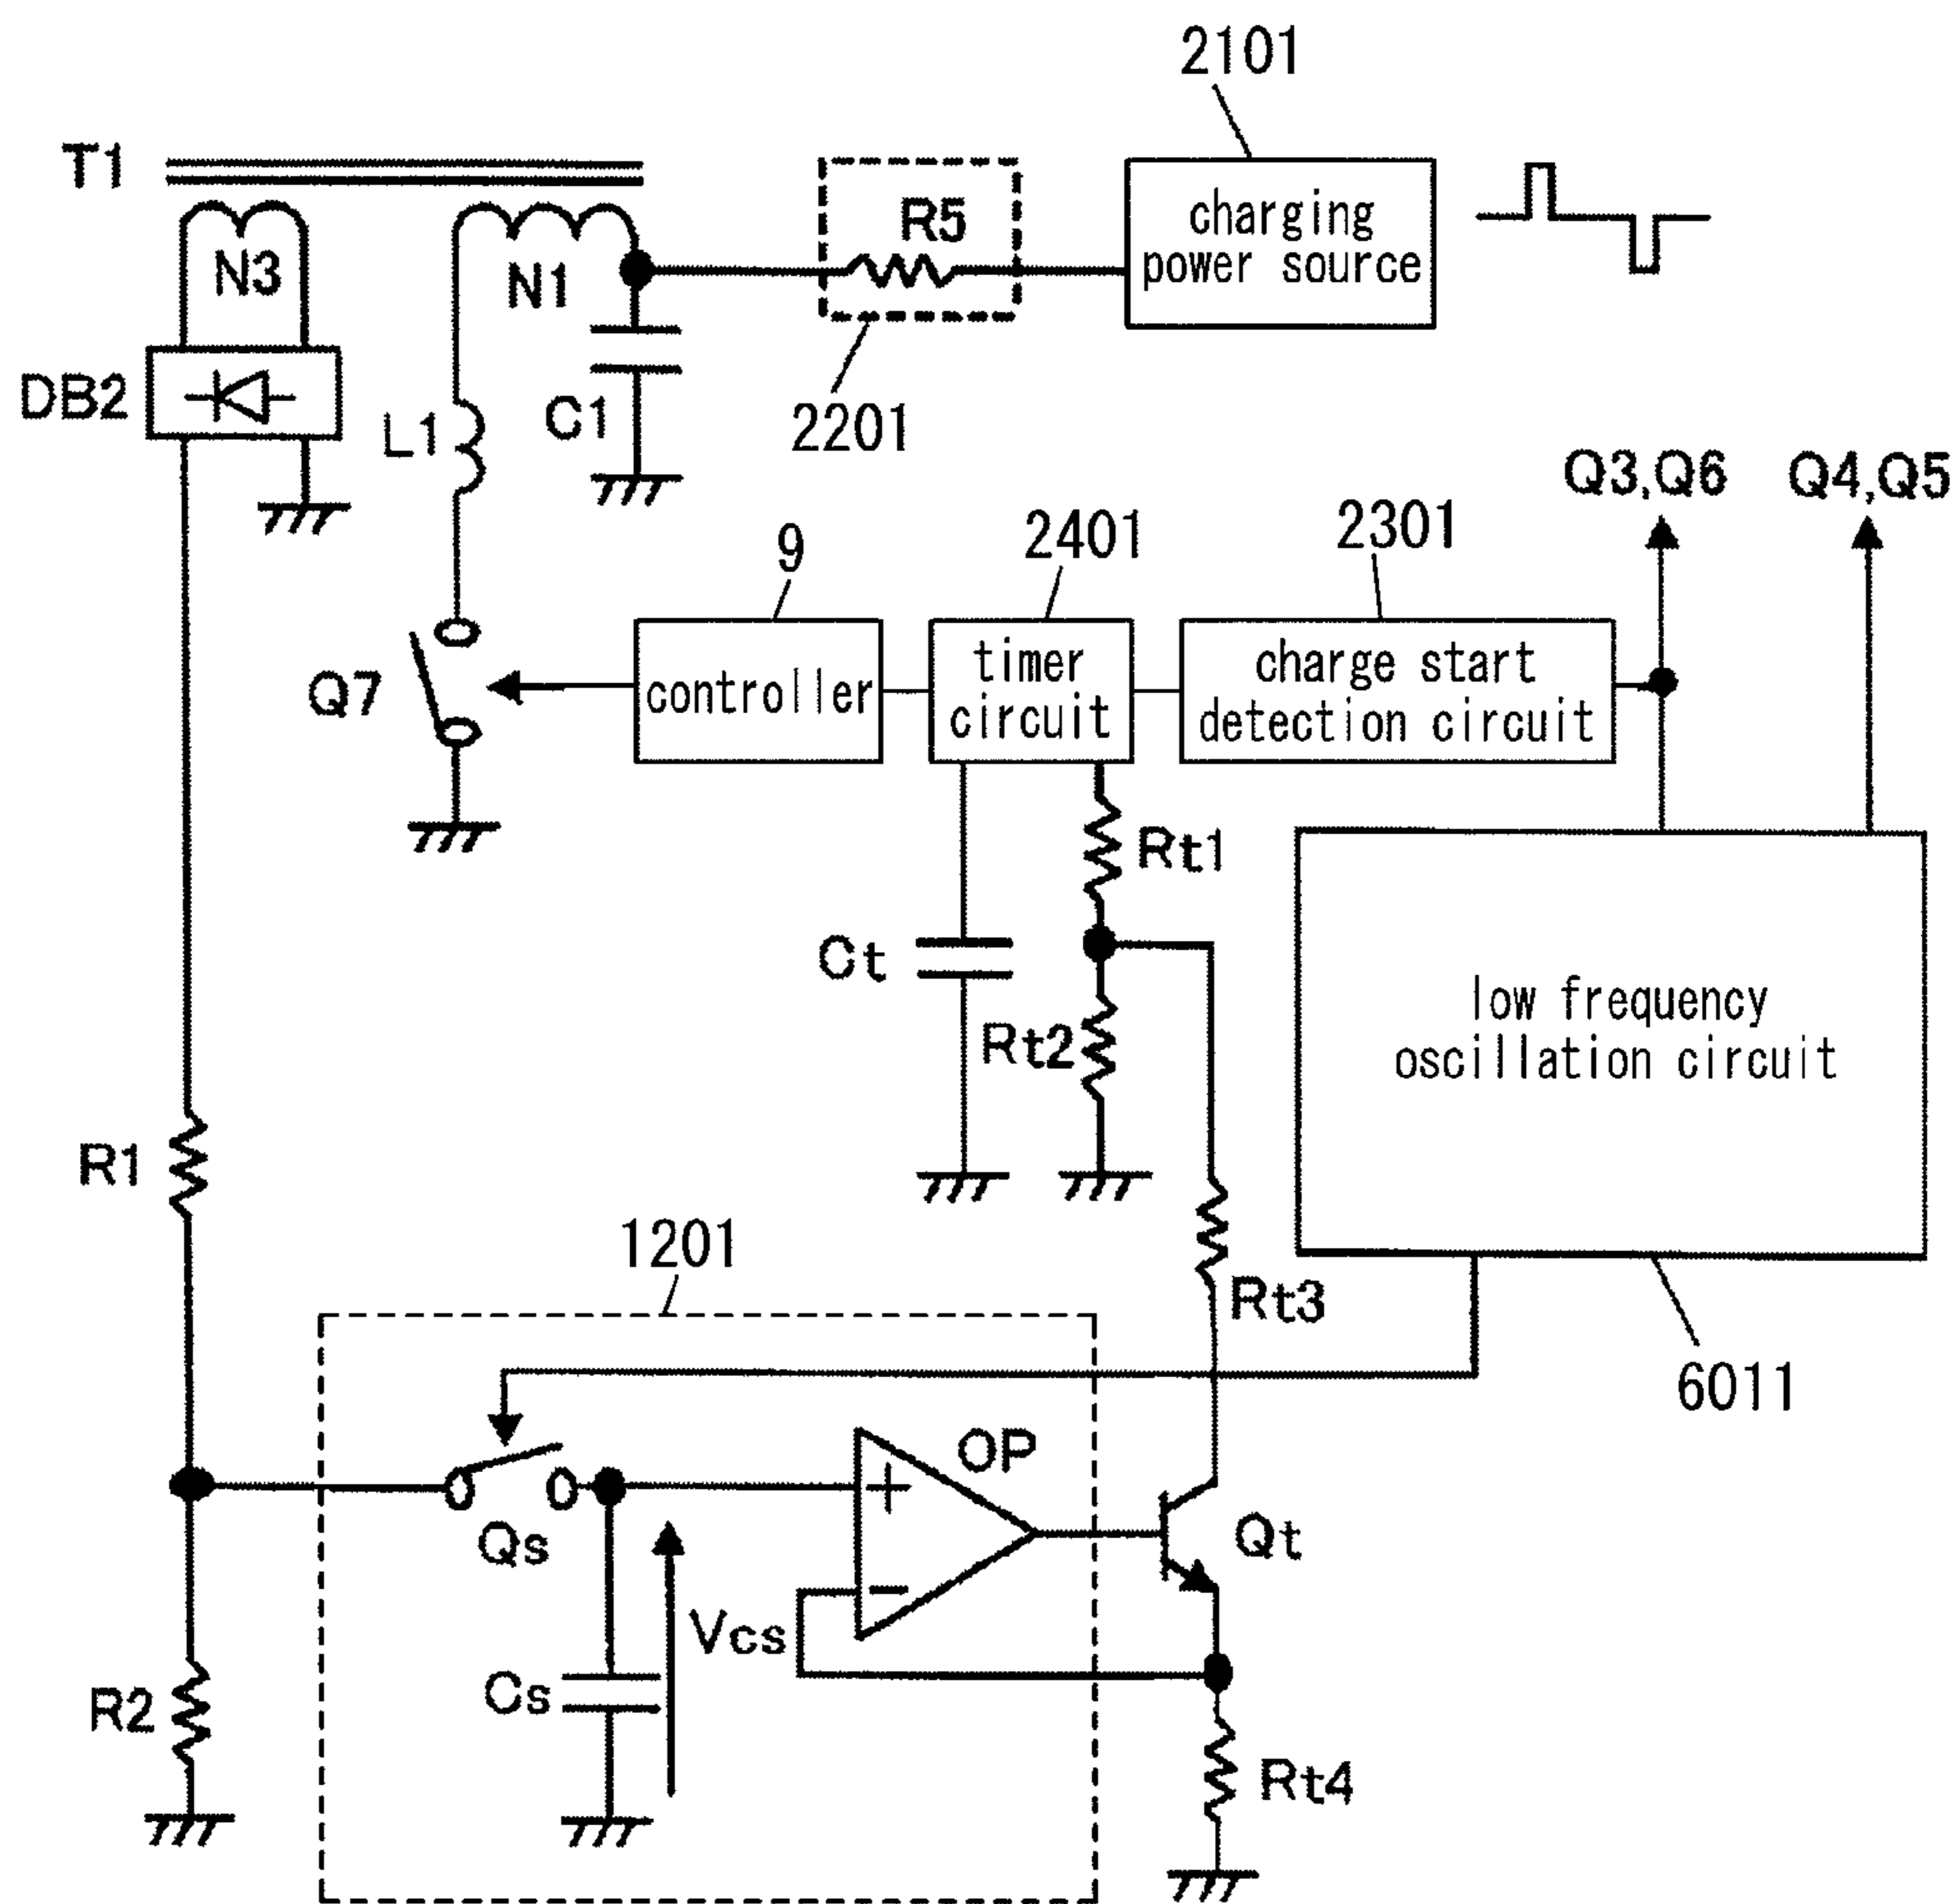 2101
T1
R5
charging
power source
N3
N1
DB2
L1
C1
2201
Q3,Q6
Q4,Q5
9
2401
2301
Q7
controller
timer
circuit
charge start
detection circuit
Rt1
Ct
Rt2
low frequency
oscillation circuit
R1
1201
Rt3
6011
OP
+
Qs
Qt
−
Vcs
Cs
R2
Rt4